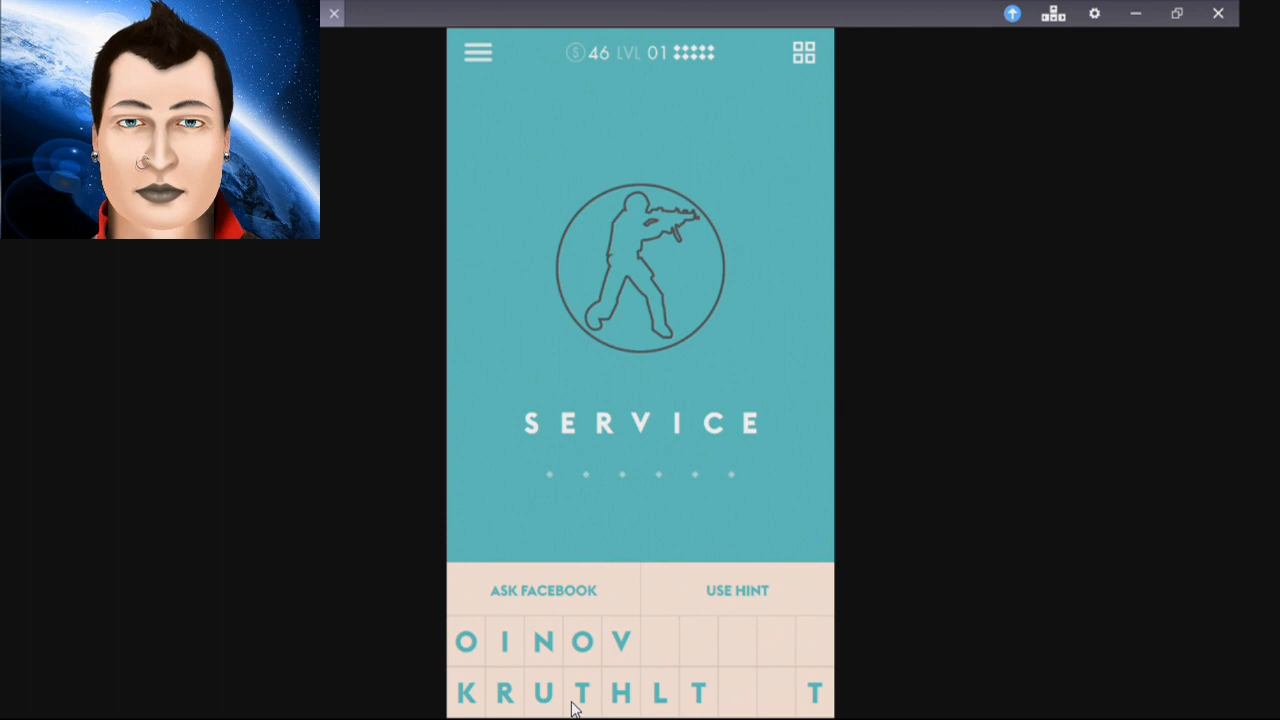 S 46 LVL 01
SERVICE
ASK FACEBOOK USE HINT
O I N O V
K R U T H L T T